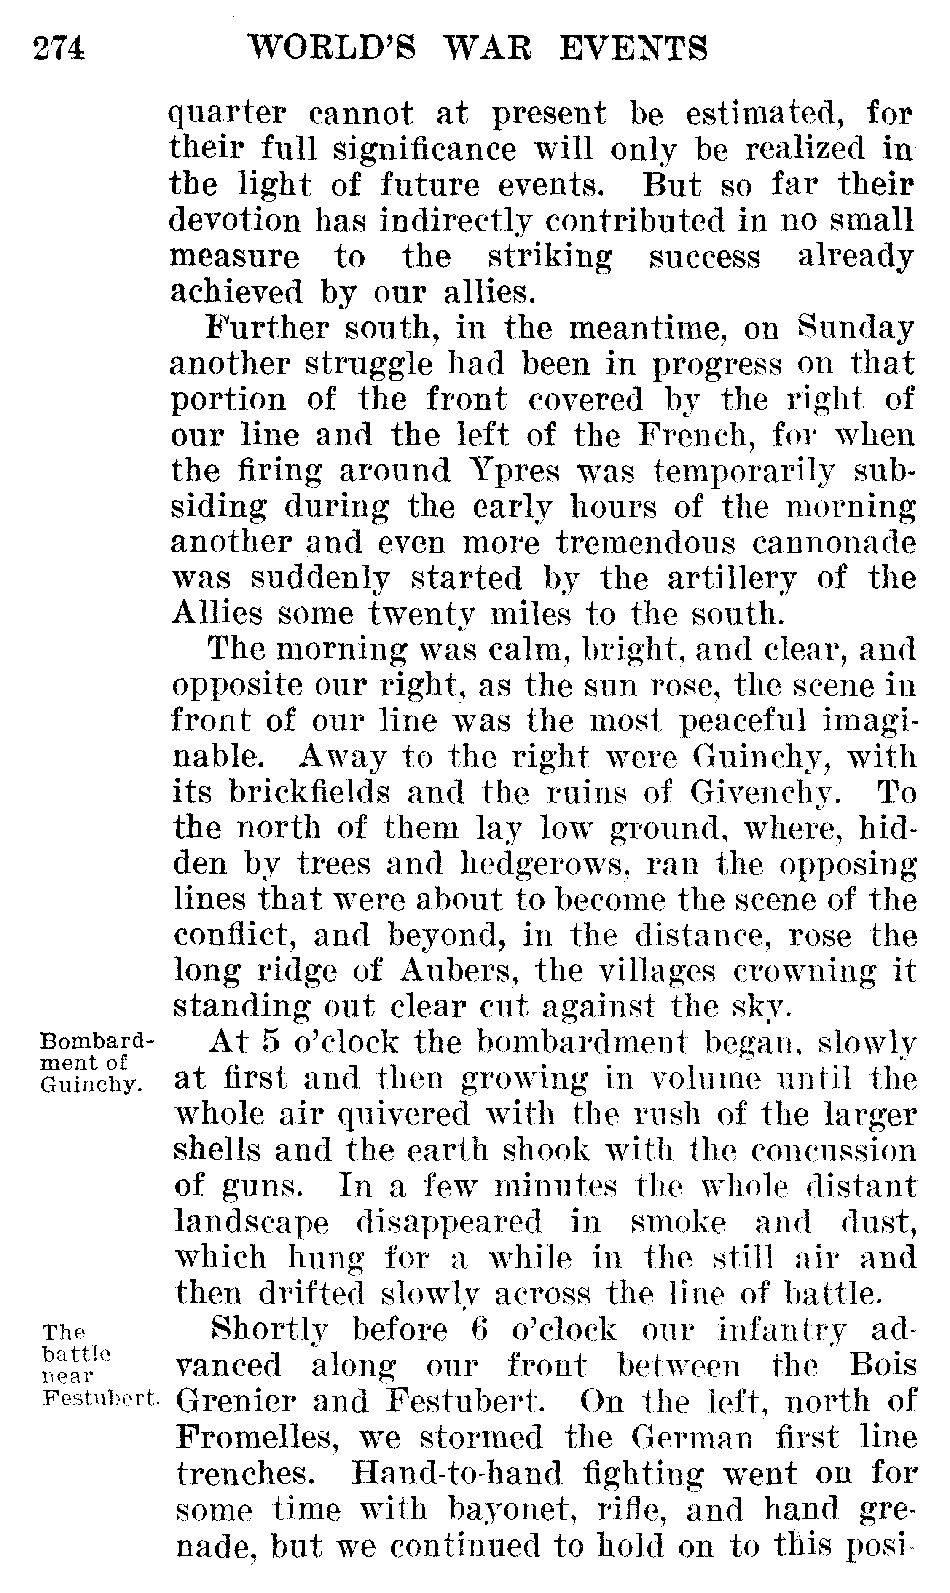 274 WORLD'S WAR EVENTS
quarter cannot at present be estimated, for
their full significance will only be realized in
the light of future events. But so far their
devotion has indirectly contributed in no small
measure to the striking success already
achieved by our allies.
Further south, in the meantime, on Sunday
another struggle had been in progress on that
portion of the front covered by the right of
our line and the left of the French, for when
the firing around Ypres was temporarily sub-
siding during the early hours of the morning
another and even more tremendous cannonade
was suddenly started by the artillery of the
Allies some twenty miles to the south.
The morning was calm, bright, and clear, and
opposite our right, as the sun rose, the scene in
front of our line was the most peaceful imagi-
nable. Away to the right were Guinchy, with
its brickfields and the ruins of Givenchy. To
the north of them lay low ground, where, hid-
den by trees and hedgerows, ran the opposing
lines that were about to become the scene of the
conflict, and beyond, in the distance, rose the
long ridge of Aubers, the villages crowning it
standing out clear cut against the sky.
Bombard-
ment of
Guinchy.
At 5 o'clock the bombardment began, slowly
at first and then growing in volume until the
whole air quivered with the rush of the larger
shells and the earth shook with the concussion
of guns. In a few minutes the whole distant
landscape disappeared in smoke and dust,
which hung for a while in the still air and
then drifted slowly across the line of battle.
The
battle
near
Festubert.
Shortly before 6 o'clock our infantry ad-
vanced along our front between the Bois
Grenier and Festubert. On the left, north of
Fromelles, we stormed the German first line
trenches. Hand-to-hand fighting went on for
some time with bayonet, rifle, and hand gre-
nade, but we continued to hold on to this posi-